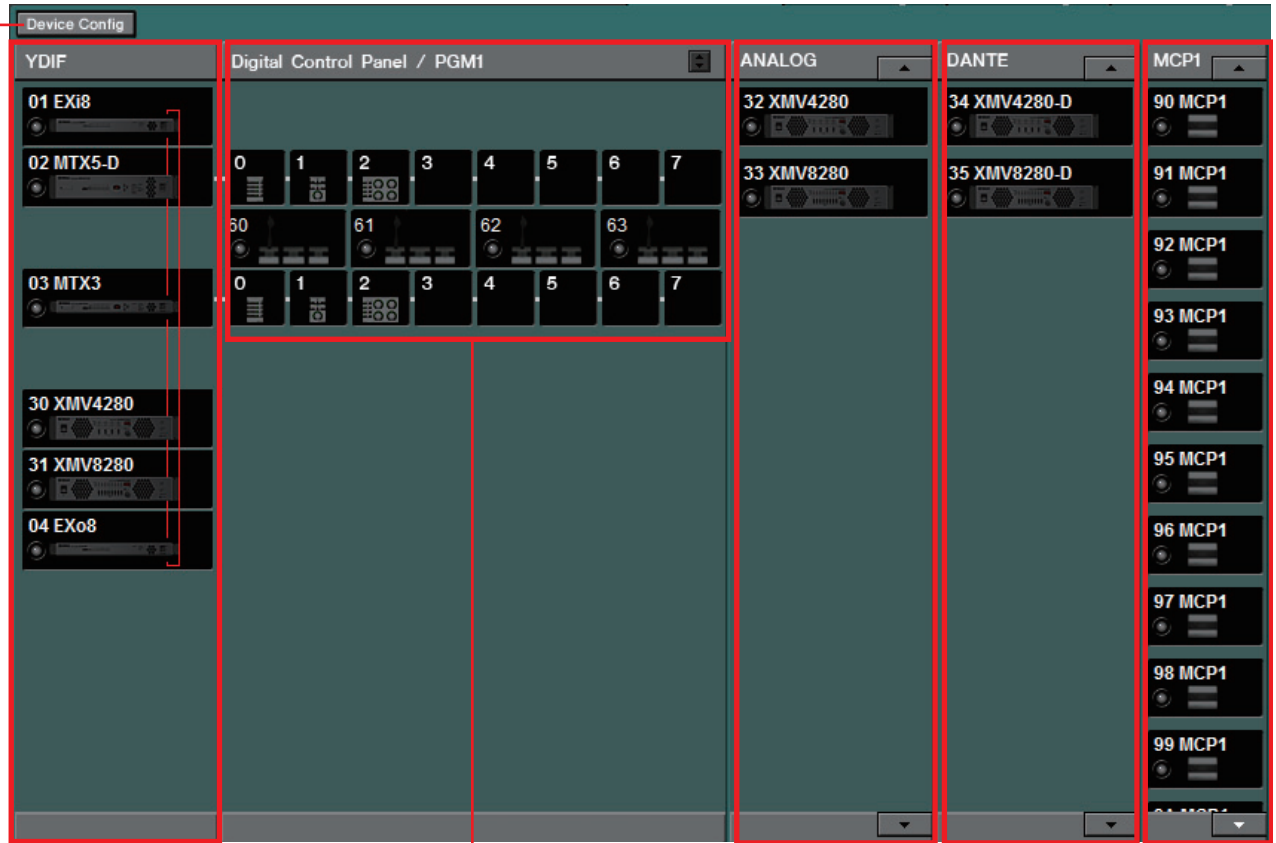 Device Config
YDIF
Digital Control Panel / PGM1
ANALOG
DANTE
MCP1
01 EXi8
02 MTX5-D
03 MTX3
30 XMV4280
31 XMV8280
04 EXo8
0 1 2 3 4 5 6 7
60 61 62 63
0 1 2 3 4 5 6 7
32 XMV4280
33 XMV8280
34 XMV4280-D
35 XMV8280-D
90 MCP1
91 MCP1
92 MCP1
93 MCP1
94 MCP1
95 MCP1
96 MCP1
97 MCP1
98 MCP1
99 MCP1